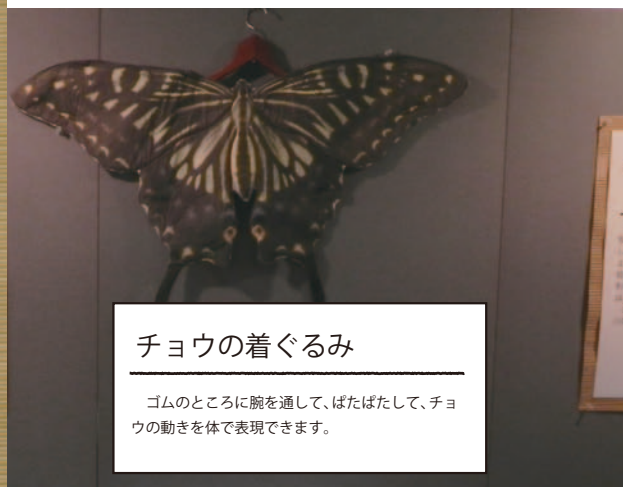 チョウの着ぐるみ
ゴムのところに腕を通して、ぱたぱたして、チョ
ウの動きを体で表現できます。